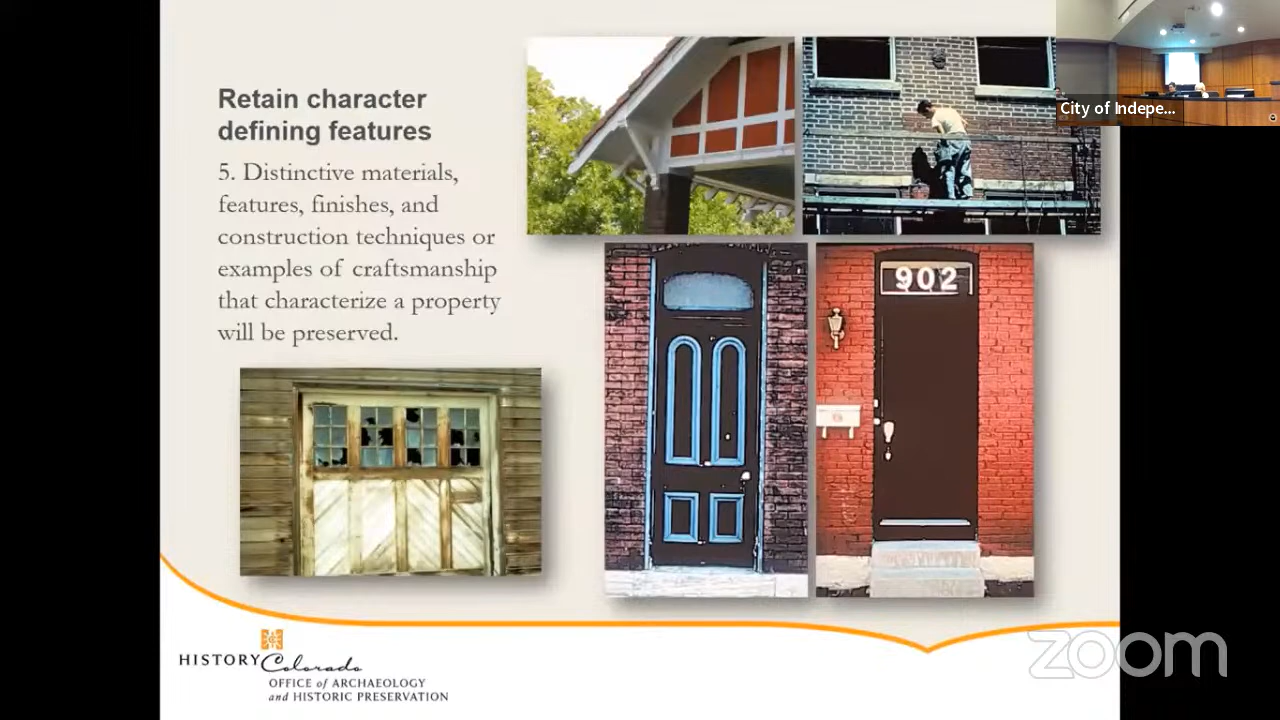 Retain character
defining features
5. Distinctive materials,
features, finishes, and
construction techniques or
examples of craftsmanship
that characterize a property
will be preserved.
902
City of Indepe...
HISTORY Colorado
OFFICE of ARCHAEOLOGY
and HISTORIC PRESERVATION
zoom